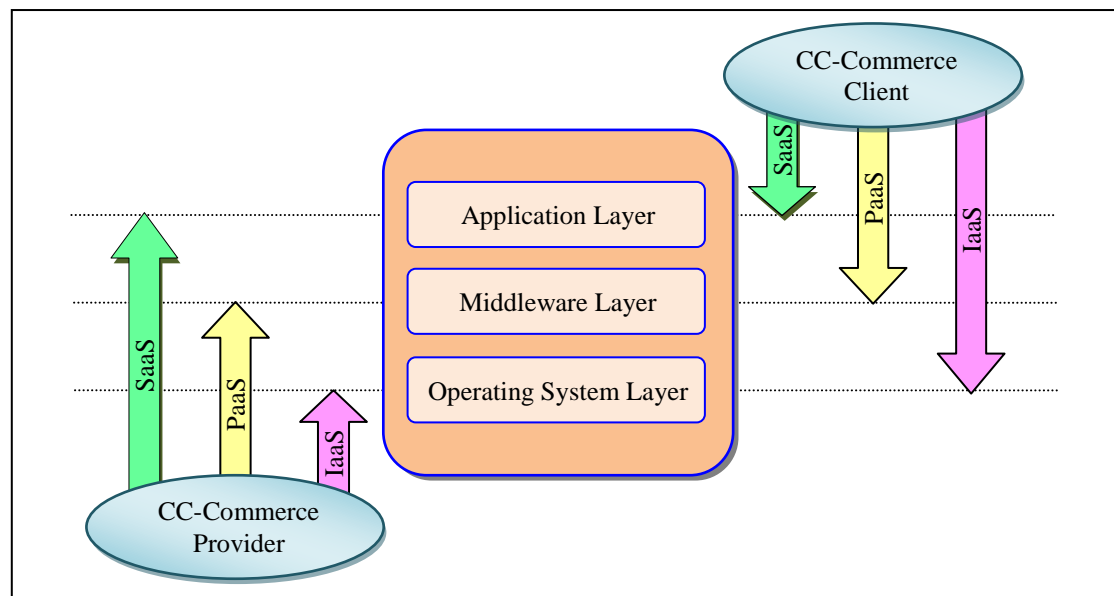 CC-Commerce
Client
SaaS
PaaS
IaaS
Application Layer
Middleware Layer
Operating System Layer
SaaS
PaaS
IaaS
CC-Commerce
Provider